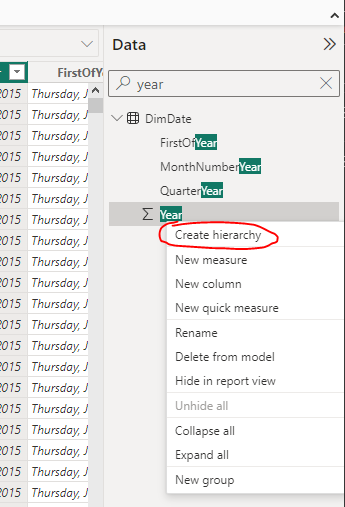 Data
year
FirstOfY
DimDate
2015 Thursday, J
FirstOfYear
2015 Thursday, J
MonthNumberYear
2015 Thursday, J
QuarterYear
2015 Thursday, J
Year
2015 Thursday, J
Create hierarchy
2015 Thursday, J
New measure
2015 Thursday, J
New column
2015 Thursday, J
New quick measure
2015 Thursday, J
Rename
2015 Thursday, J
Delete from model
2015 Thursday, J
Hide in report view
2015 Thursday, J
Unhide all
2015 Thursday, J
Collapse all
2015 Thursday, J
Expand all
2015 Thursday, J
New group
2015 Thursday, J
2015 Thursday, J
2015 Thursday, J
2015 Thursday, J